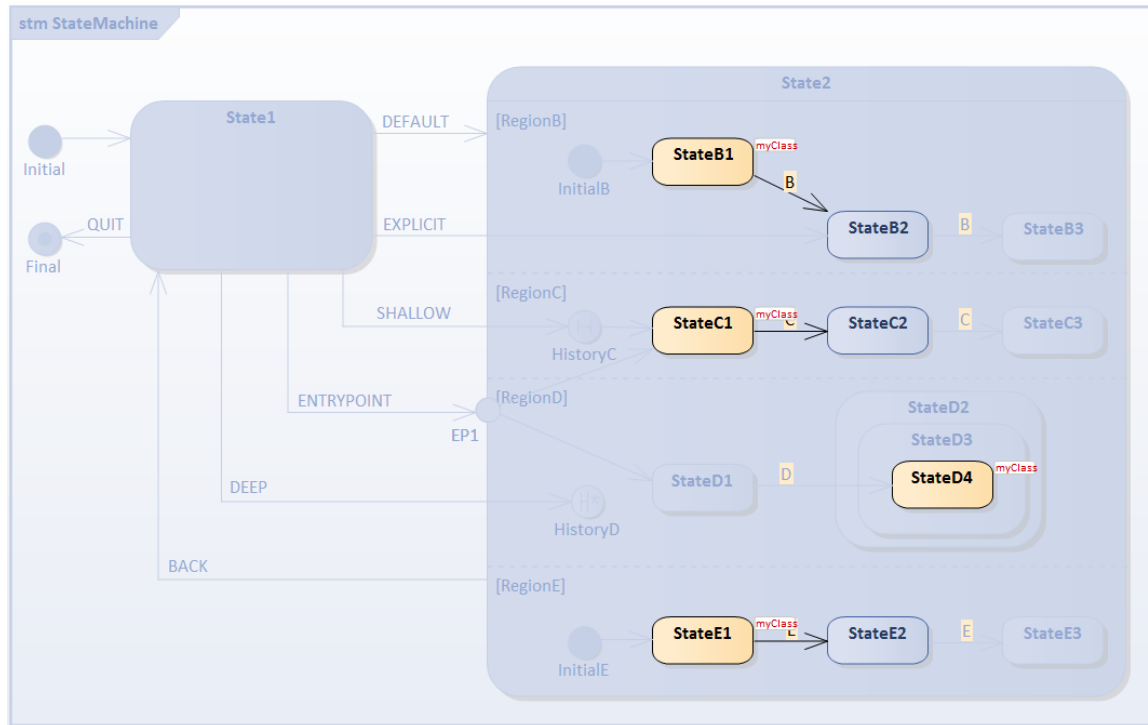 stm StateMachine
State2
State1
DEFAULT
[RegionB]
Initial
InitialB
StateB1
myClass
B
QUIT
EXPLICIT
StateB2
B
StateB3
Final
[RegionC]
SHALLOW
H
HistoryC
StateC1
myClass
C
StateC2
C
StateC3
ENTRYPOINT
EP1
[RegionD]
StateD2
StateD3
StateD1
D
StateD4
myClass
DEEP
H*
HistoryD
BACK
[RegionE]
InitialE
StateE1
myClass
E
StateE2
E
StateE3